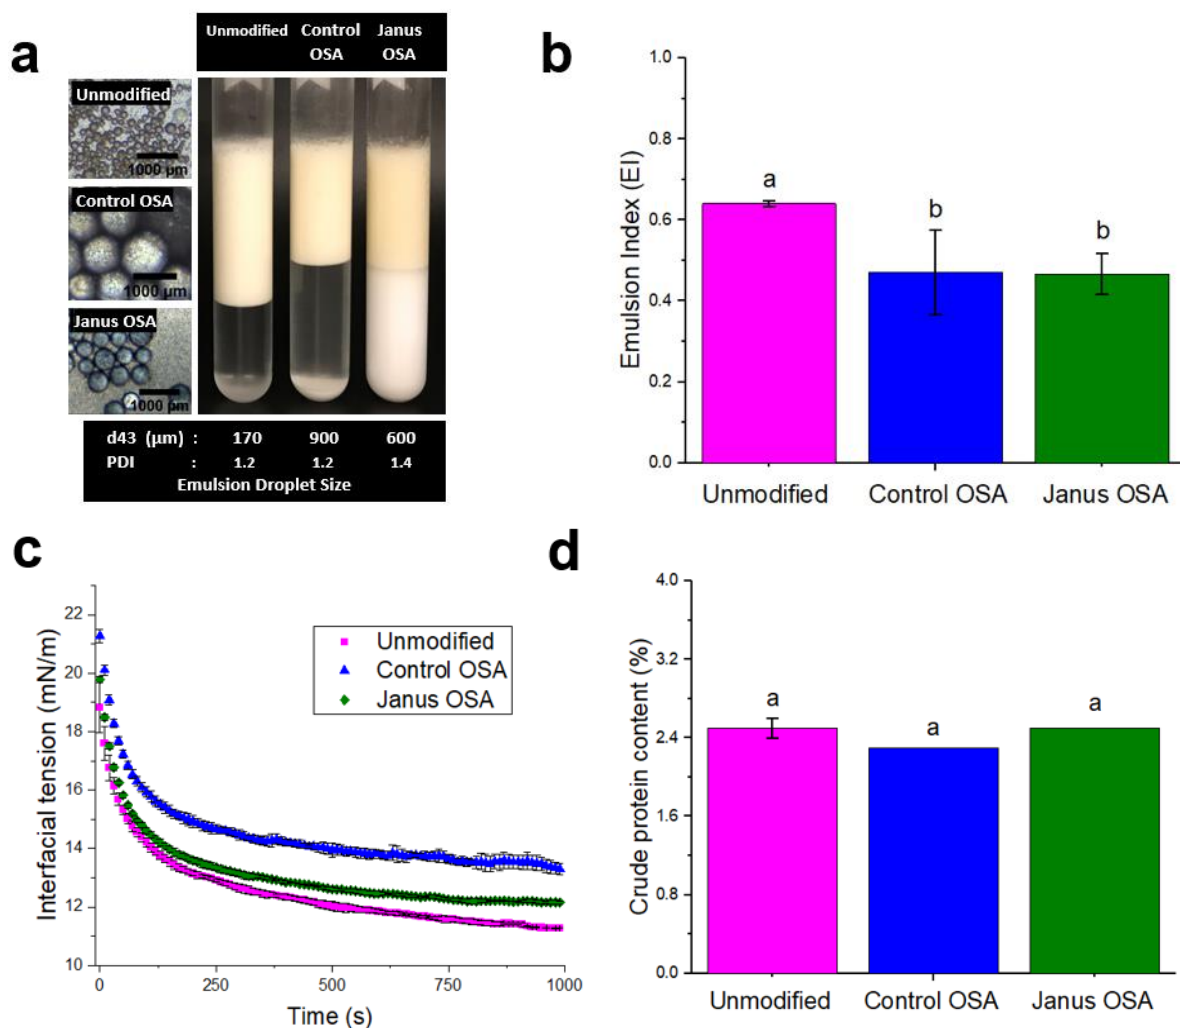 a
Unmodified
Control
OSA
Janus
OSA
Unmodified
1000 µm
Control OSA
1000 µm
Janus OSA
1000 µm
d43 (µm) : 170 900 600
PDI : 1.2 1.2 1.4
Emulsion Droplet Size
b
Emulsion Index (EI)
1.0
0.8
0.6
0.4
0.2
0.0
a
b
b
Unmodified
Control OSA
Janus OSA
c
Interfacial tension (mN/m)
22
20
18
16
14
12
10
Unmodified
Control OSA
Janus OSA
0
250
500
750
1000
Time (s)
d
Crude protein content (%)
4.0
3.2
2.4
1.6
0.8
0.0
a
a
a
Unmodified
Control OSA
Janus OSA